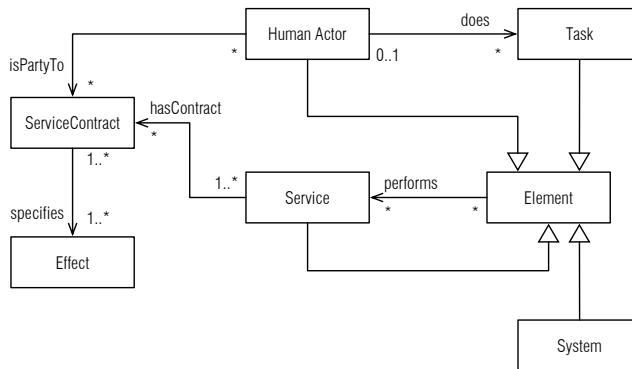 does
Human Actor
Task
0..1
*
*
isPartyTo
*
hasContract
ServiceContract
*
1..*
1..*
performs
Service
Element
*
*
specifies
1..*
Effect
System